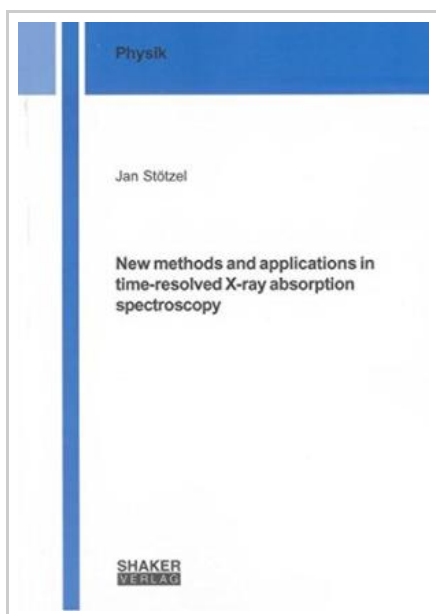 Physik
Jan Stötzel
New methods and applications in
time-resolved X-ray absorption
spectroscopy
SHAKER
VERLAG